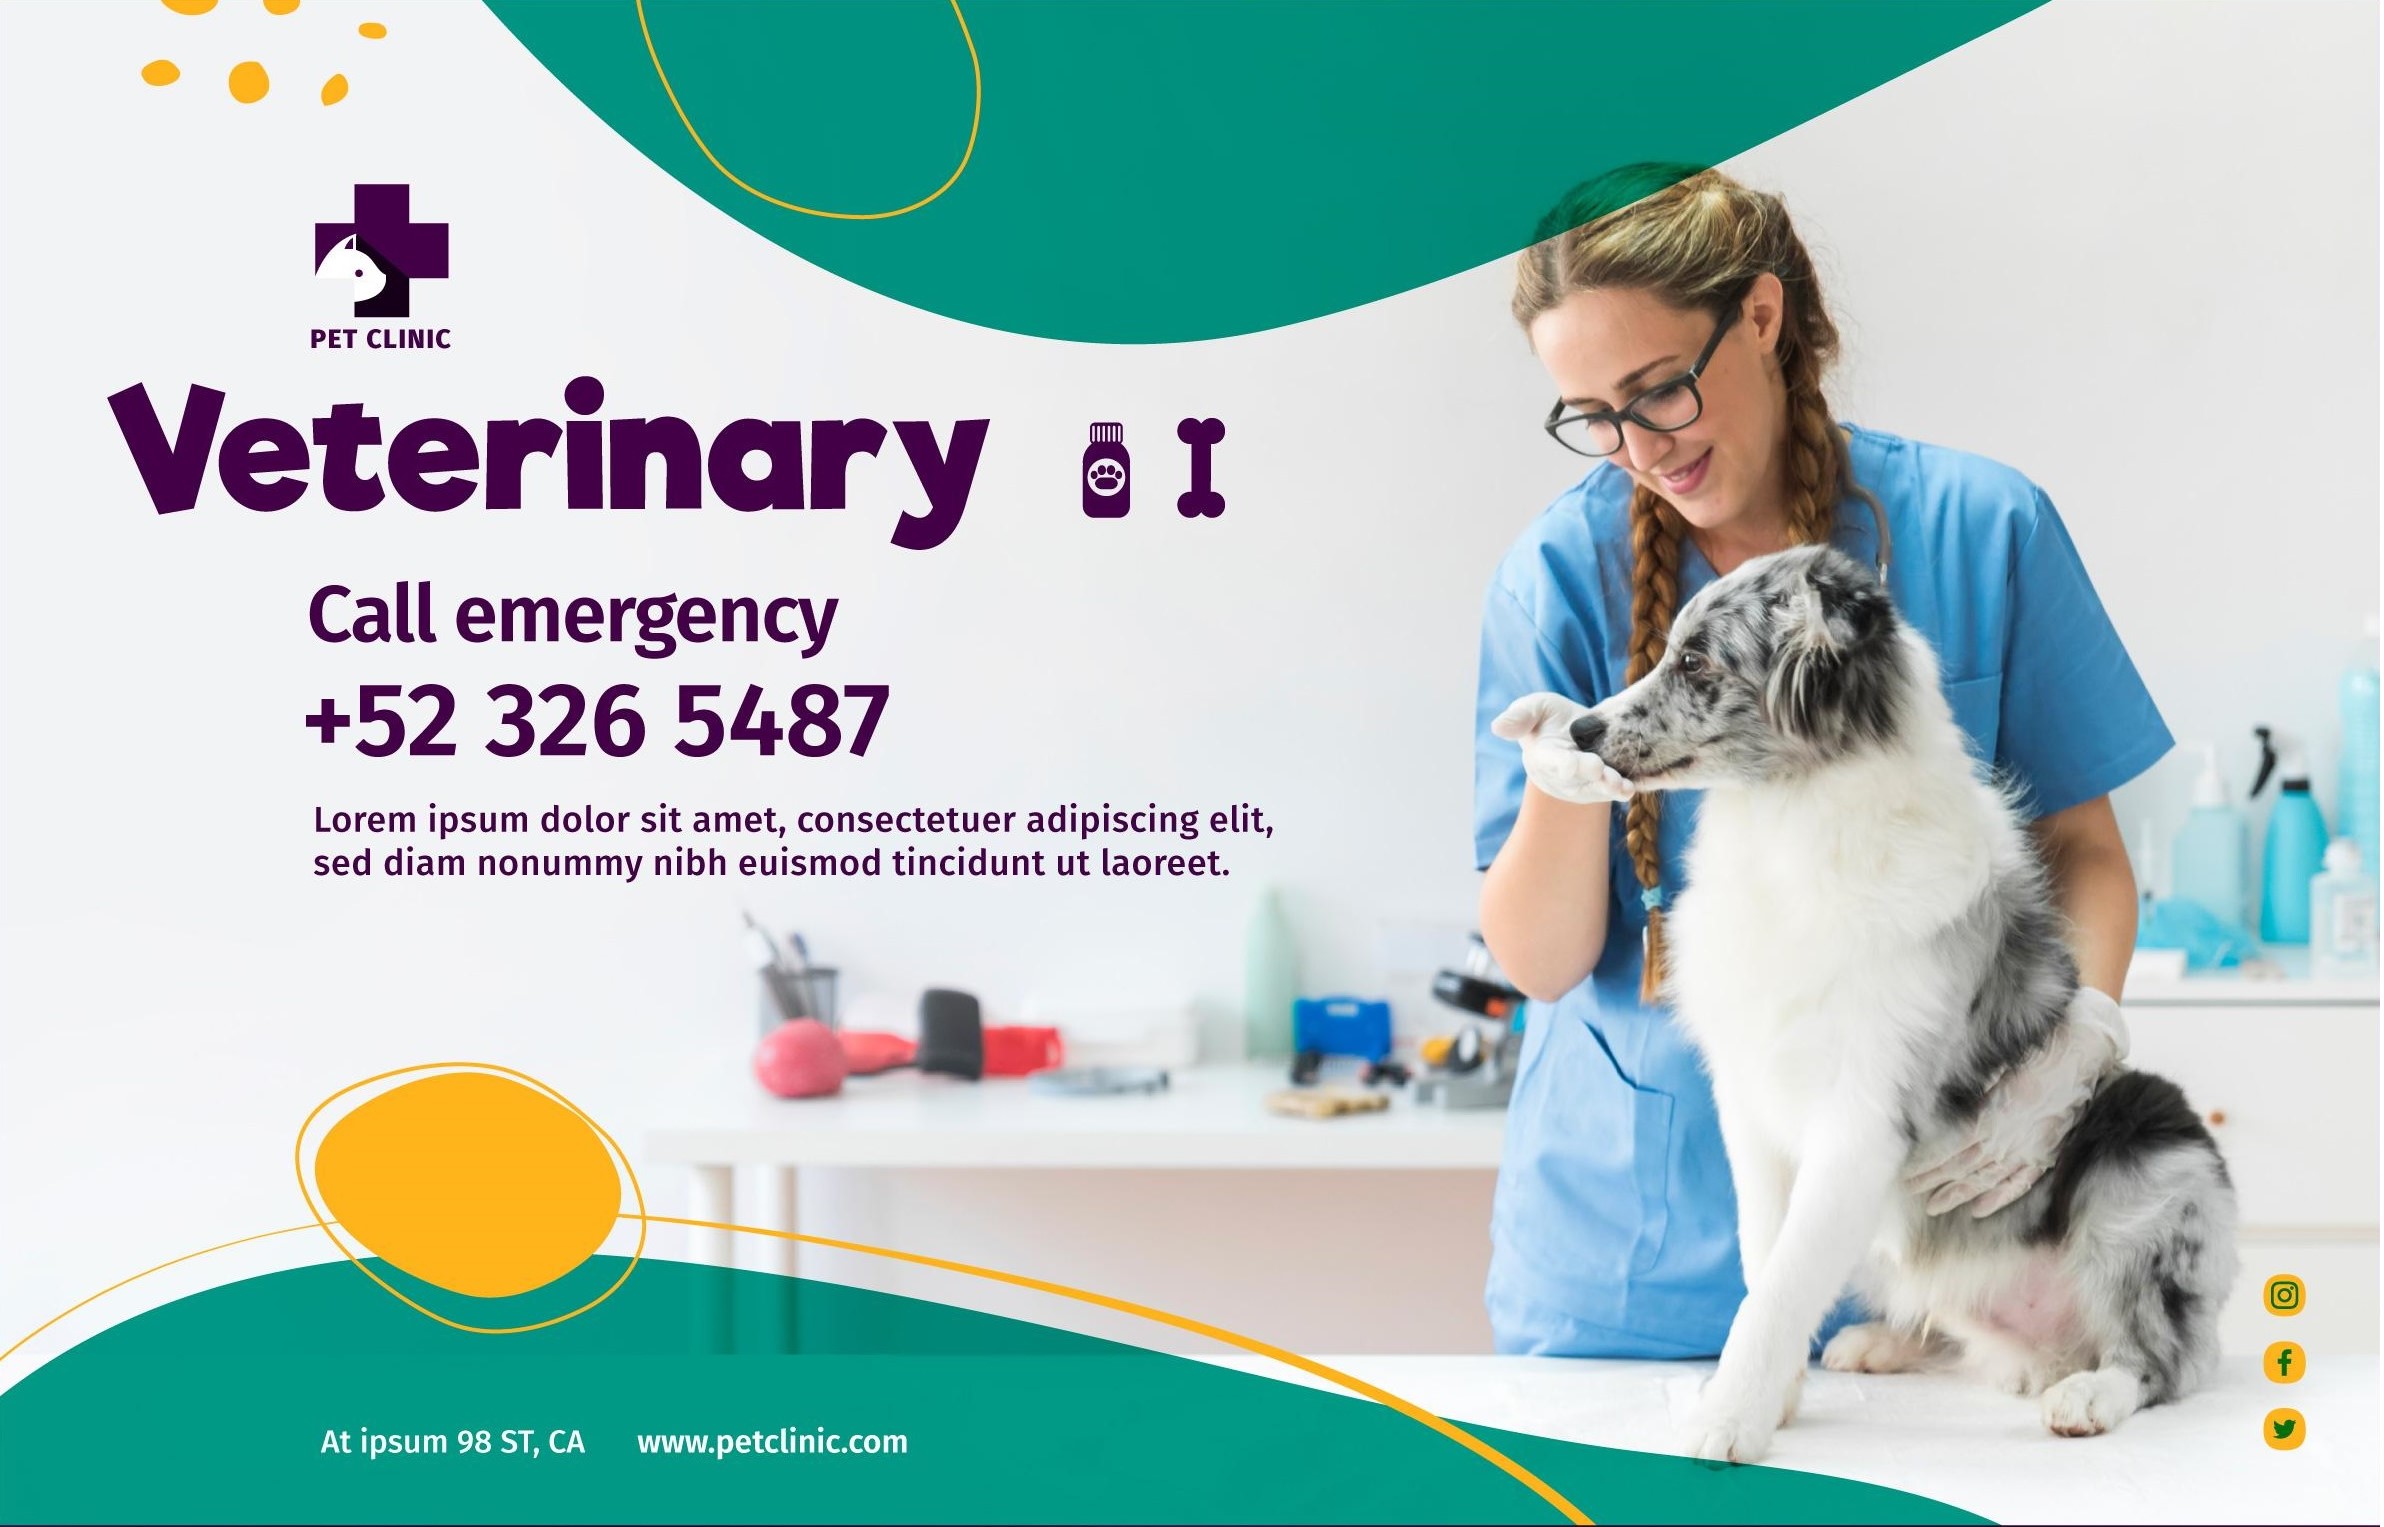 PET CLINIC
Veterinary
Call emergency
+52 326 5487
Lorem ipsum dolor sit amet, consectetuer adipiscing elit,
sed diam nonummy nibh euismod tincidunt ut laoreet.
At ipsum 98 ST, CA www.petclinic.com